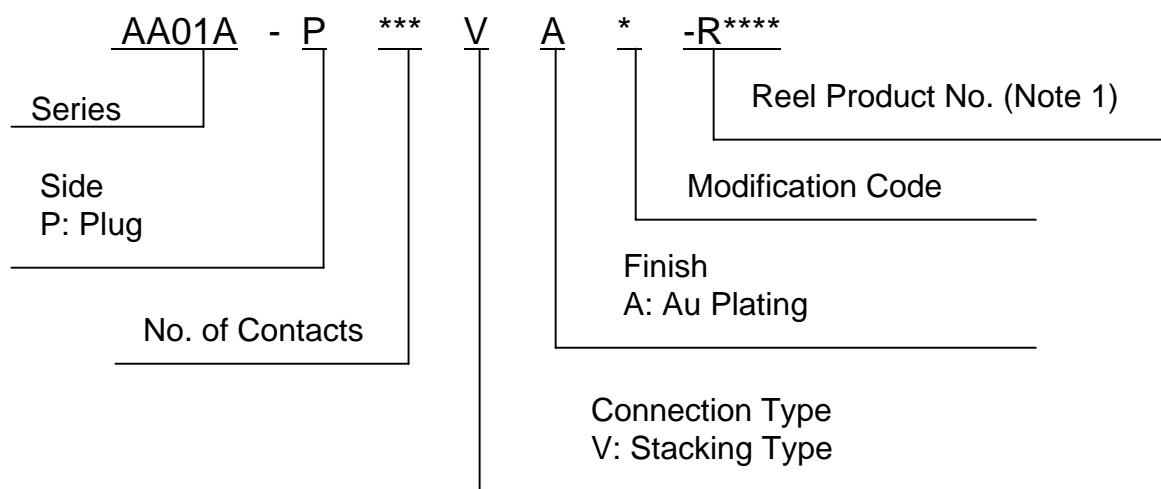 AA01A - P *** V A * -R****
Reel Product No. (Note 1)
Series
Side
P: Plug
Modification Code
Finish
A: Au Plating
No. of Contacts
Connection Type
V: Stacking Type